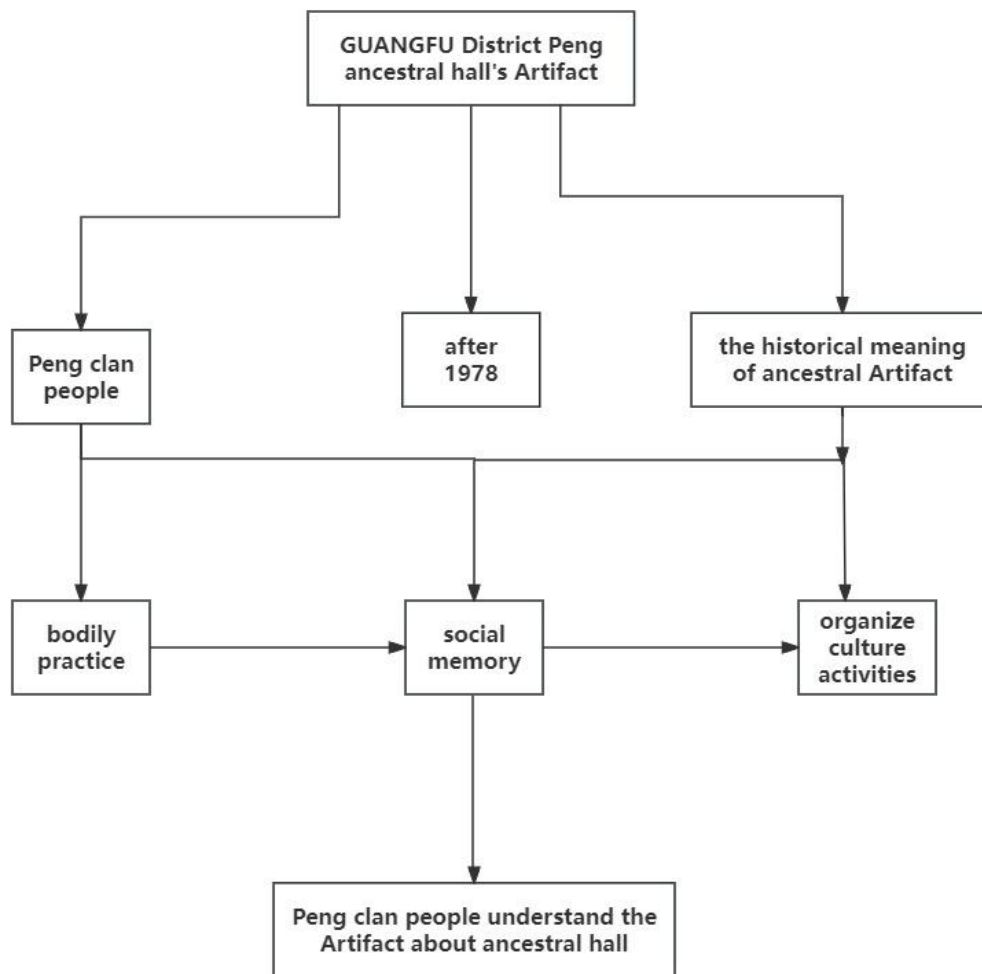 GUANGFU District Peng
ancestral hall's Artifact
Peng clan
people
after
1978
the historical meaning
of ancestral Artifact
bodily
practice
social
memory
organize
culture
activities
Peng clan people understand the
Artifact about ancestral hall